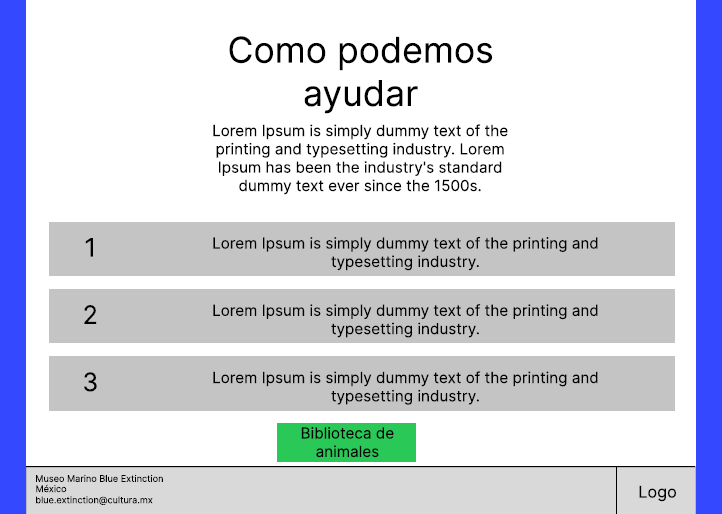 Como podemos
ayudar
Lorem Ipsum is simply dummy text of the
printing and typesetting industry. Lorem
Ipsum has been the industry's standard
dummy text ever since the 1500s.
1
Lorem Ipsum is simply dummy text of the printing and
typesetting industry.
2
Lorem Ipsum is simply dummy text of the printing and
typesetting industry.
3
Lorem Ipsum is simply dummy text of the printing and
typesetting industry.
Biblioteca de
animales
Museo Marino Blue Extinction
México
blue.extinction@cultura.mx
Logo